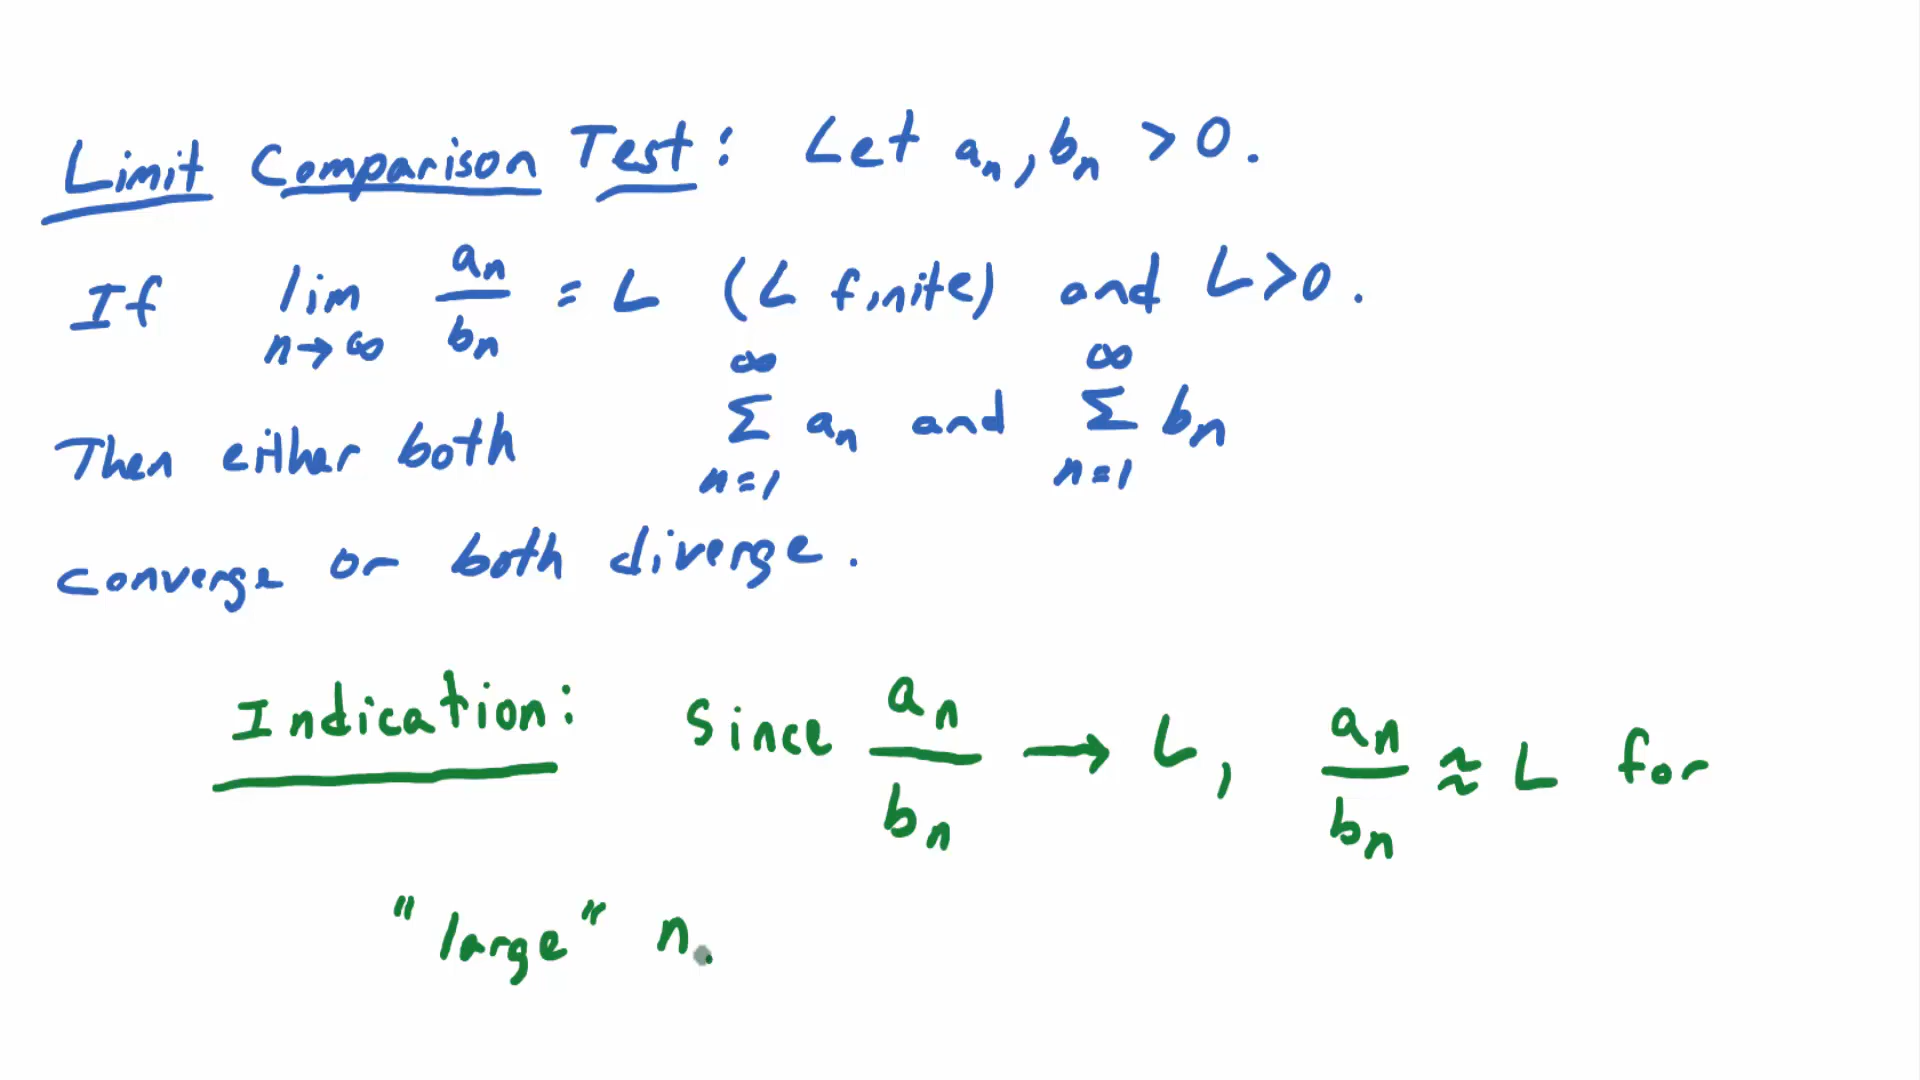 Limit Comparison Test: Let aₙ, bₙ > 0.
If lim n→∞ aₙ/bₙ = L (L finite) and L > 0.
Then either both ∞ Σ n=1 aₙ and ∞ Σ n=1 bₙ
converge or both diverge.
Indication: Since aₙ/bₙ → L, aₙ/bₙ ≈ L for
"large" n.